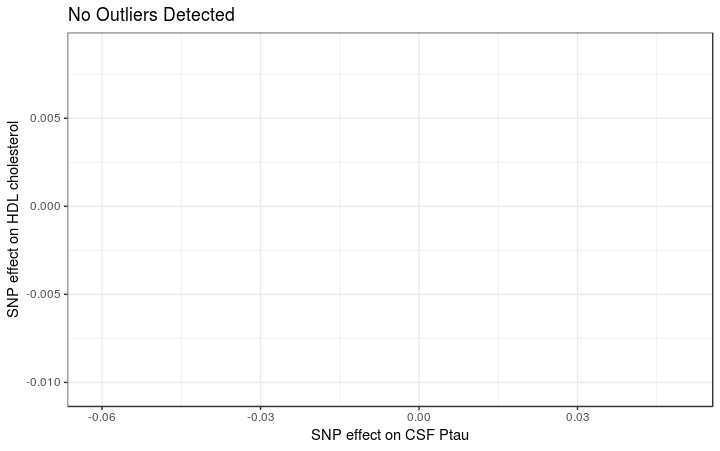 No Outliers Detected
SNP effect on HDL cholesterol
0.005
0.000
-0.005
-0.010
-0.06
-0.03
0.00
0.03
SNP effect on CSF Ptau